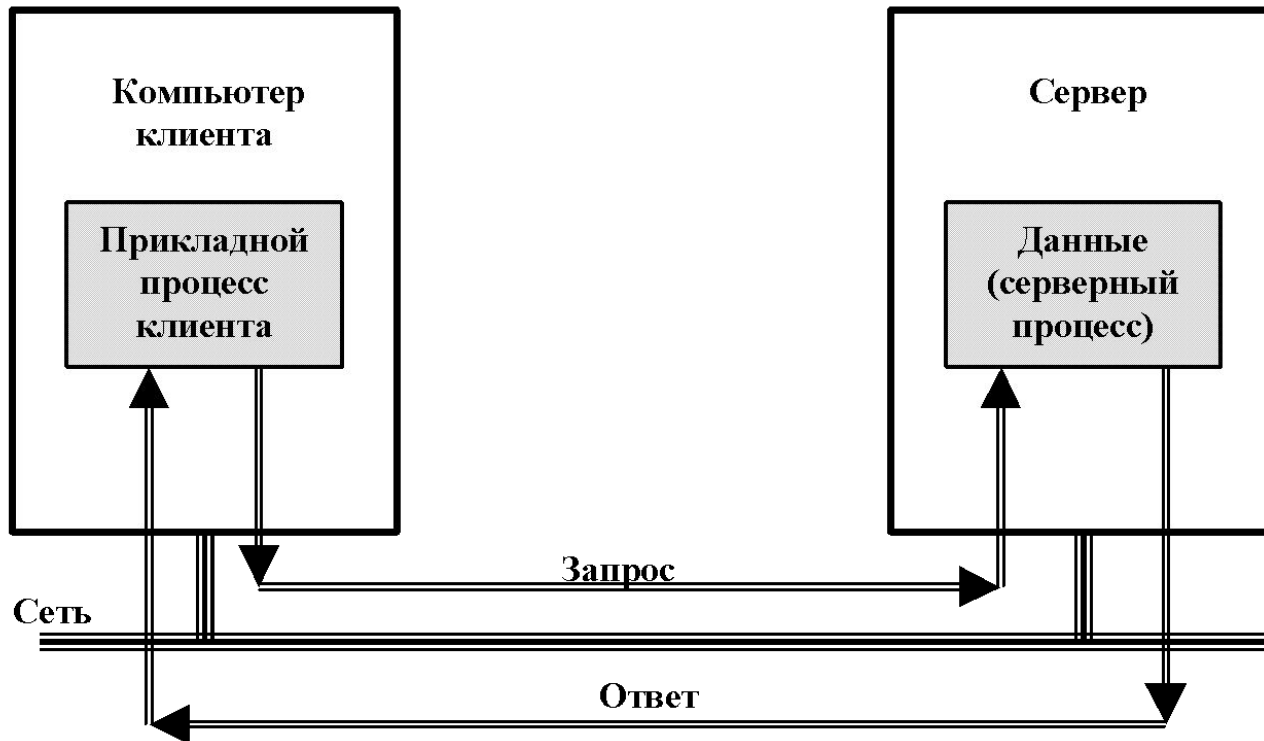 Компьютер
клиента
Сервер
Прикладной
процесс
клиента
Данные
(серверный
процесс)
Запрос
Сеть
Ответ